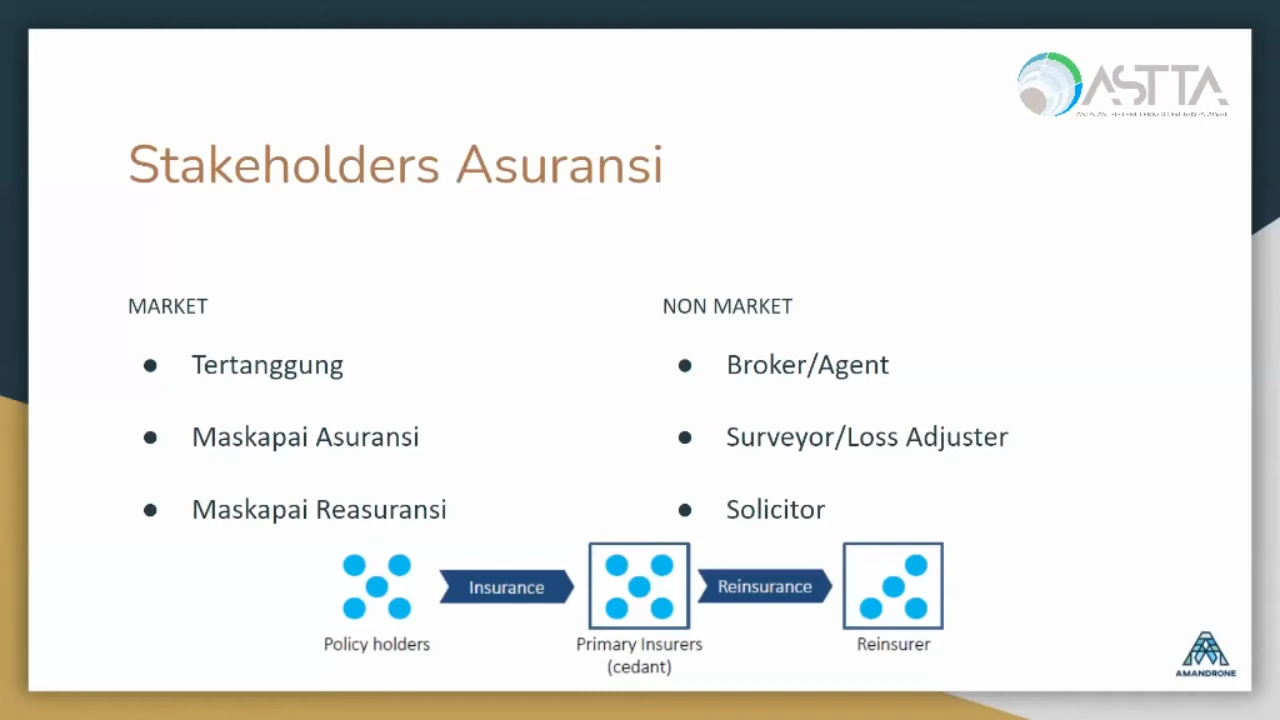 ASTTA
Stakeholders Asuransi
MARKET
● Tertanggung
● Maskapai Asuransi
● Maskapai Reasuransi
NON MARKET
● Broker/Agent
● Surveyor/Loss Adjuster
● Solicitor
Insurance
Reinsurance
Policy holders
Primary Insurers
(cedant)
Reinsurer
AMANDRONE